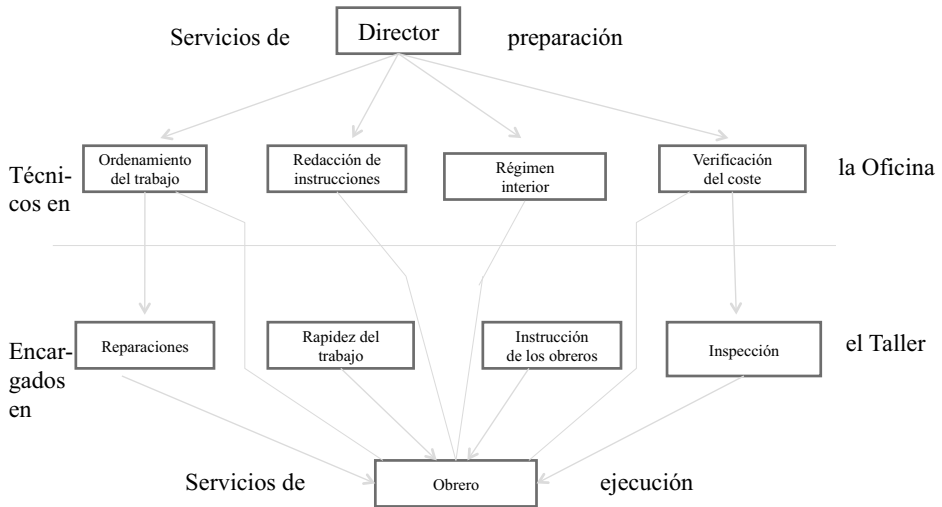 Servicios de Director preparación
Ordenamiento
del trabajo
Redacción de
instrucciones
Régimen
interior
Verificación
del coste
Técni-
cos en
la Oficina
Encar-
gados
en
Reparaciones
Rapidez del
trabajo
Instrucción
de los obreros
Inspección
el Taller
Servicios de Obrero ejecución